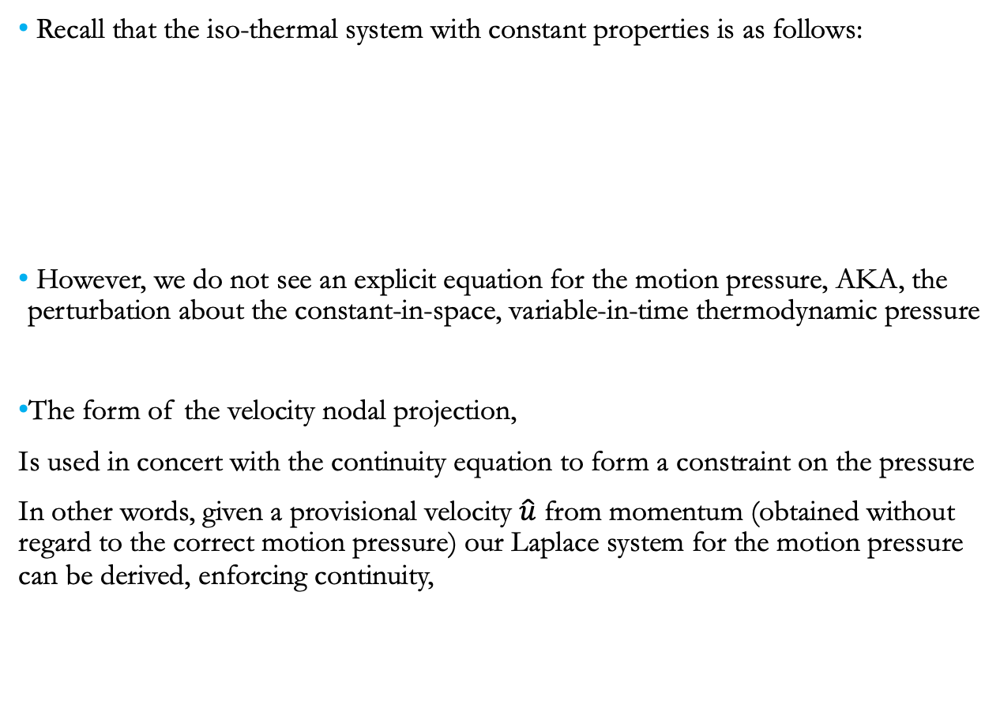 • Recall that the iso-thermal system with constant properties is as follows:
• However, we do not see an explicit equation for the motion pressure, AKA, the
perturbation about the constant-in-space, variable-in-time thermodynamic pressure
•The form of the velocity nodal projection,
Is used in concert with the continuity equation to form a constraint on the pressure
In other words, given a provisional velocity û from momentum (obtained without
regard to the correct motion pressure) our Laplace system for the motion pressure
can be derived, enforcing continuity,